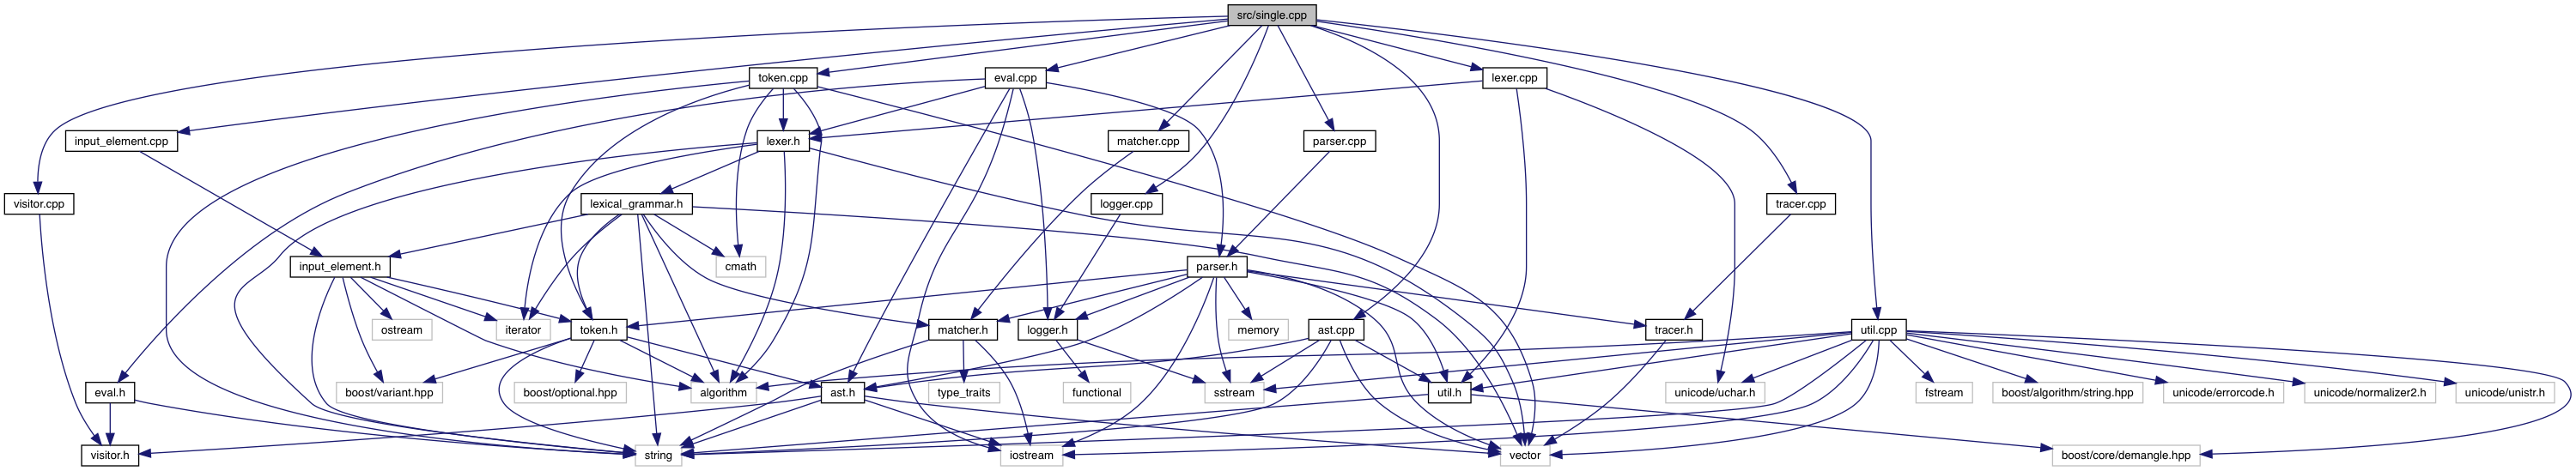 src/single.cpp
token.cpp
eval.cpp
lexer.cpp
input_element.cpp
lexer.h
matcher.cpp
parser.cpp
visitor.cpp
lexical_grammar.h
logger.cpp
tracer.cpp
input_element.h
cmath
parser.h
ostream
iterator
token.h
matcher.h
logger.h
memory
ast.cpp
tracer.h
util.cpp
eval.h
boost/variant.hpp
boost/optional.hpp
algorithm
ast.h
type_traits
functional
sstream
util.h
unicode/uchar.h
fstream
boost/algorithm/string.hpp
unicode/errorcode.h
unicode/normalizer2.h
unicode/unistr.h
visitor.h
string
iostream
vector
boost/core/demangle.hpp